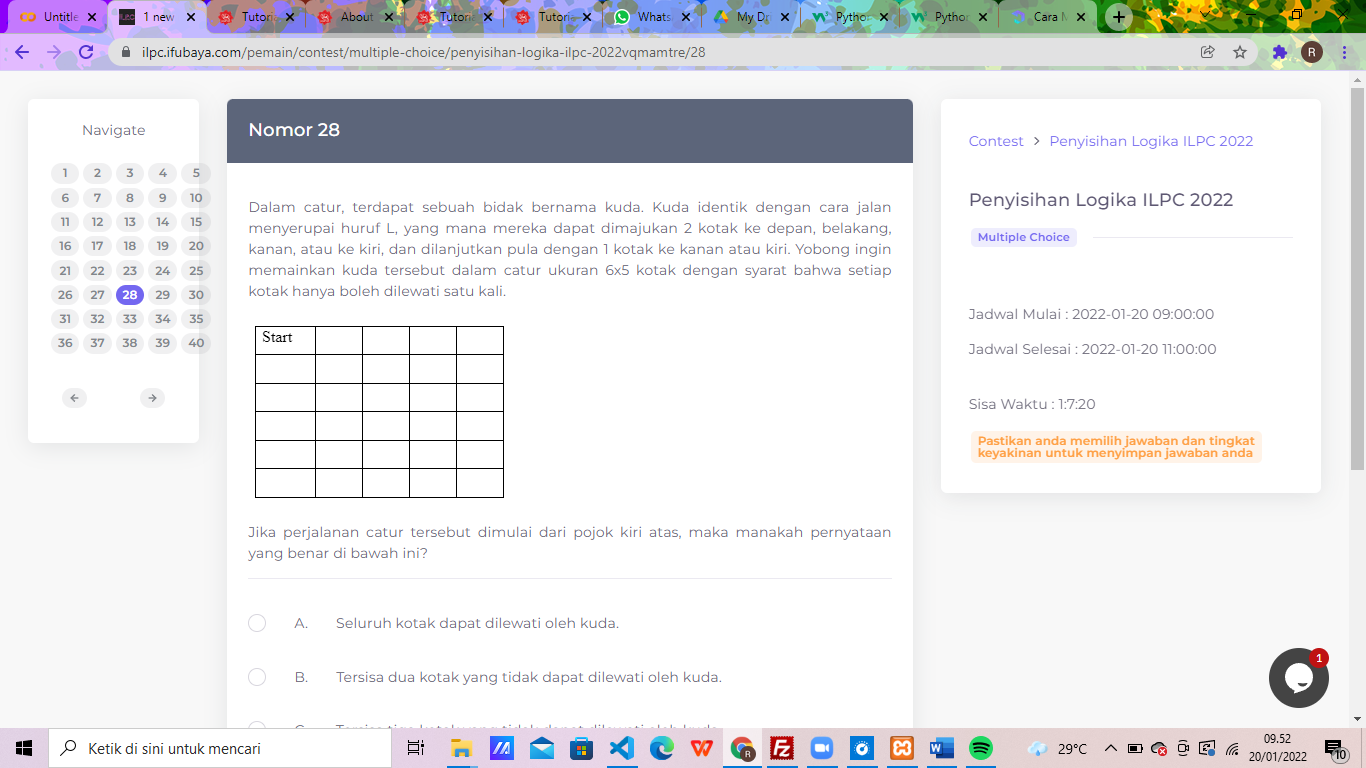 Untitle
1 new
Tutoria
About
Tutoria
Tutoria
Whats
My Dr
Python
Python
Cara M
ilpc.ifubaya.com/pemain/contest/multiple-choice/penyisihan-logika-ilpc-2022vqmamtre/28
R
Navigate
1 2 3 4 5
6 7 8 9 10
11 12 13 14 15
16 17 18 19 20
21 22 23 24 25
26 27 28 29 30
31 32 33 34 35
36 37 38 39 40
Nomor 28
Dalam catur, terdapat sebuah bidak bernama kuda. Kuda identik dengan cara jalan
menyerupai huruf L, yang mana mereka dapat dimajukan 2 kotak ke depan, belakang,
kanan, atau ke kiri, dan dilanjutkan pula dengan 1 kotak ke kanan atau kiri. Yobong ingin
memainkan kuda tersebut dalam catur ukuran 6x5 kotak dengan syarat bahwa setiap
kotak hanya boleh dilewati satu kali.
Start
Jika perjalanan catur tersebut dimulai dari pojok kiri atas, maka manakah pernyataan
yang benar di bawah ini?
A. Seluruh kotak dapat dilewati oleh kuda.
B. Tersisa dua kotak yang tidak dapat dilewati oleh kuda.
C. Tersisa tiga kotak yang tidak dapat dilewati oleh kuda.
Contest > Penyisihan Logika ILPC 2022
Penyisihan Logika ILPC 2022
Multiple Choice
Jadwal Mulai : 2022-01-20 09:00:00
Jadwal Selesai : 2022-01-20 11:00:00
Sisa Waktu : 1:7:20
Pastikan anda memilih jawaban dan tingkat
keyakinan untuk menyimpan jawaban anda
1
Ketik di sini untuk mencari
R
29°C
09.52
20/01/2022
10